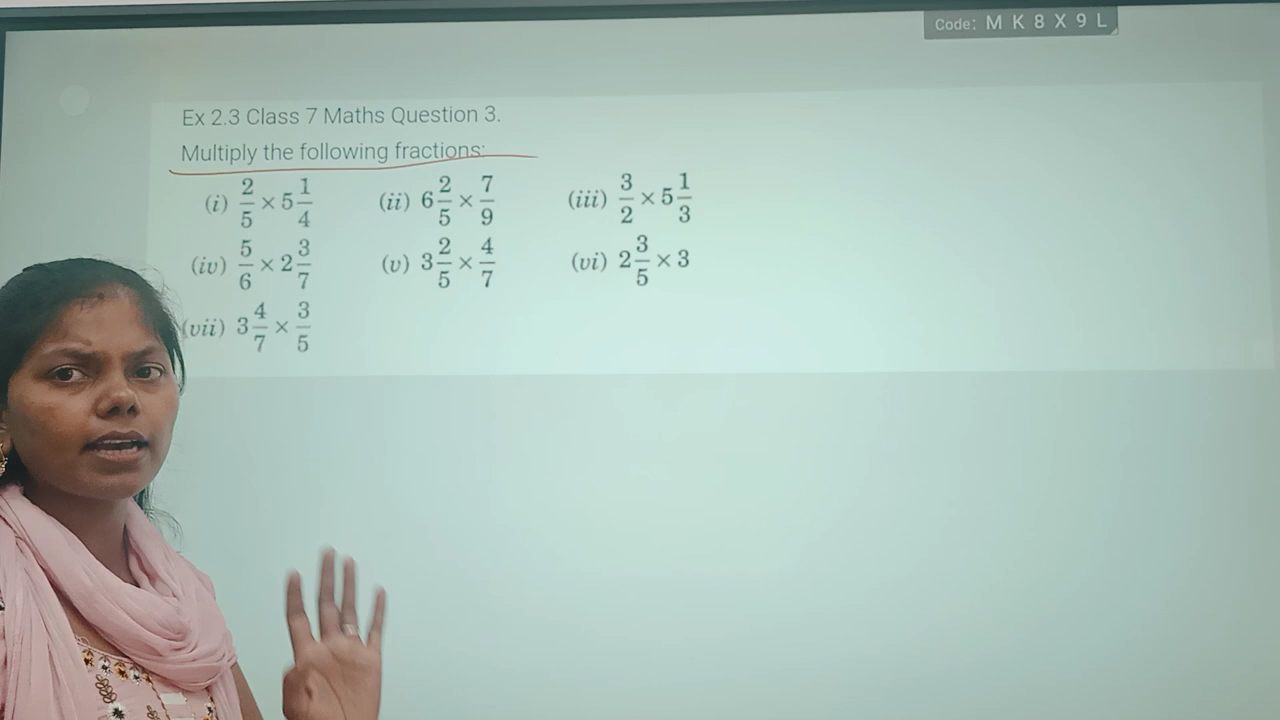 Code: M K 8 X 9 L
Ex 2.3 Class 7 Maths Question 3.
Multiply the following fractions:
(i) 2/5 × 5 1/4 (ii) 6 2/5 × 7/9 (iii) 3/2 × 5 1/3
(iv) 5/6 × 2 3/7 (v) 3 2/5 × 4/7 (vi) 2 3/5 × 3
(vii) 3 4/7 × 3/5